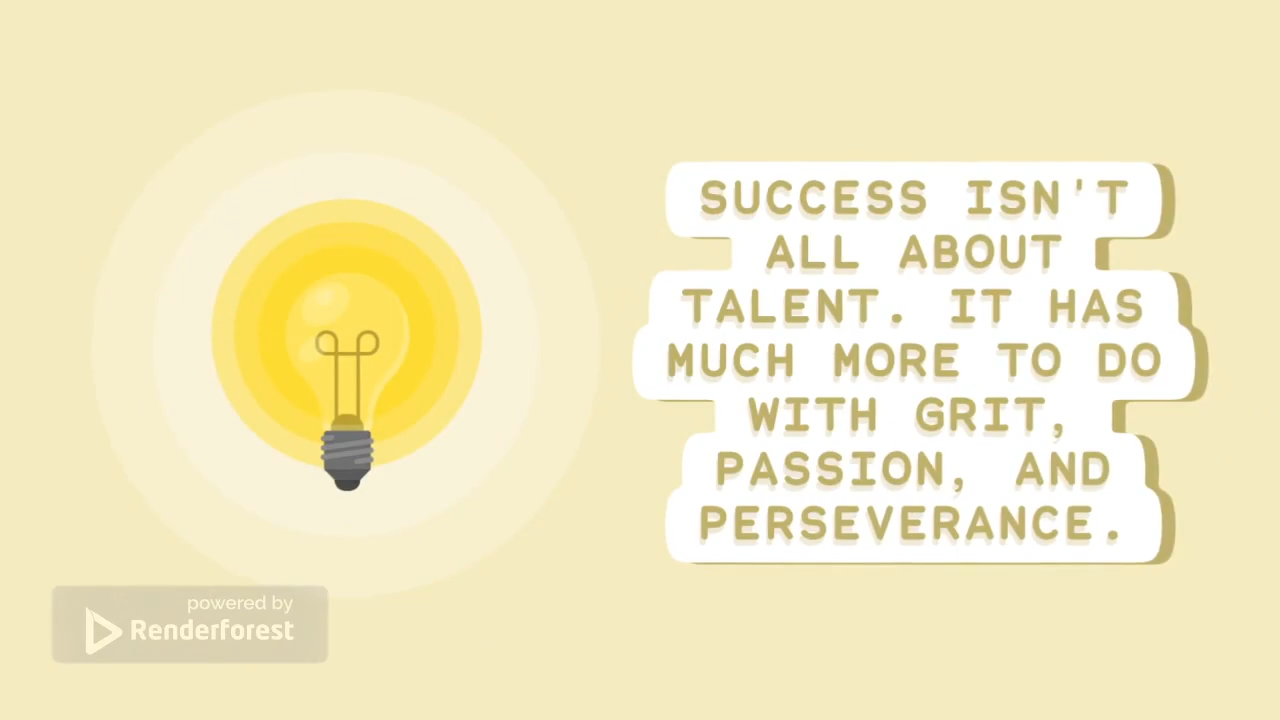 SUCCESS ISN'T
ALL ABOUT
TALENT. IT HAS
MUCH MORE TO DO
WITH GRIT,
PASSION, AND
PERSEVERANCE.
powered by
Renderforest